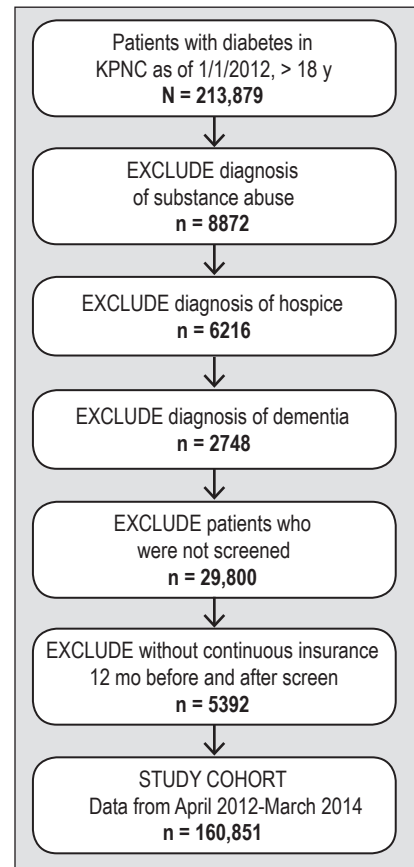 Patients with diabetes in
KPNC as of 1/1/2012, > 18 y
N = 213,879
EXCLUDE diagnosis
of substance abuse
n = 8872
EXCLUDE diagnosis of hospice
n = 6216
EXCLUDE diagnosis of dementia
n = 2748
EXCLUDE patients who
were not screened
n = 29,800
EXCLUDE without continuous insurance
12 mo before and after screen
n = 5392
STUDY COHORT
Data from April 2012-March 2014
n = 160,851